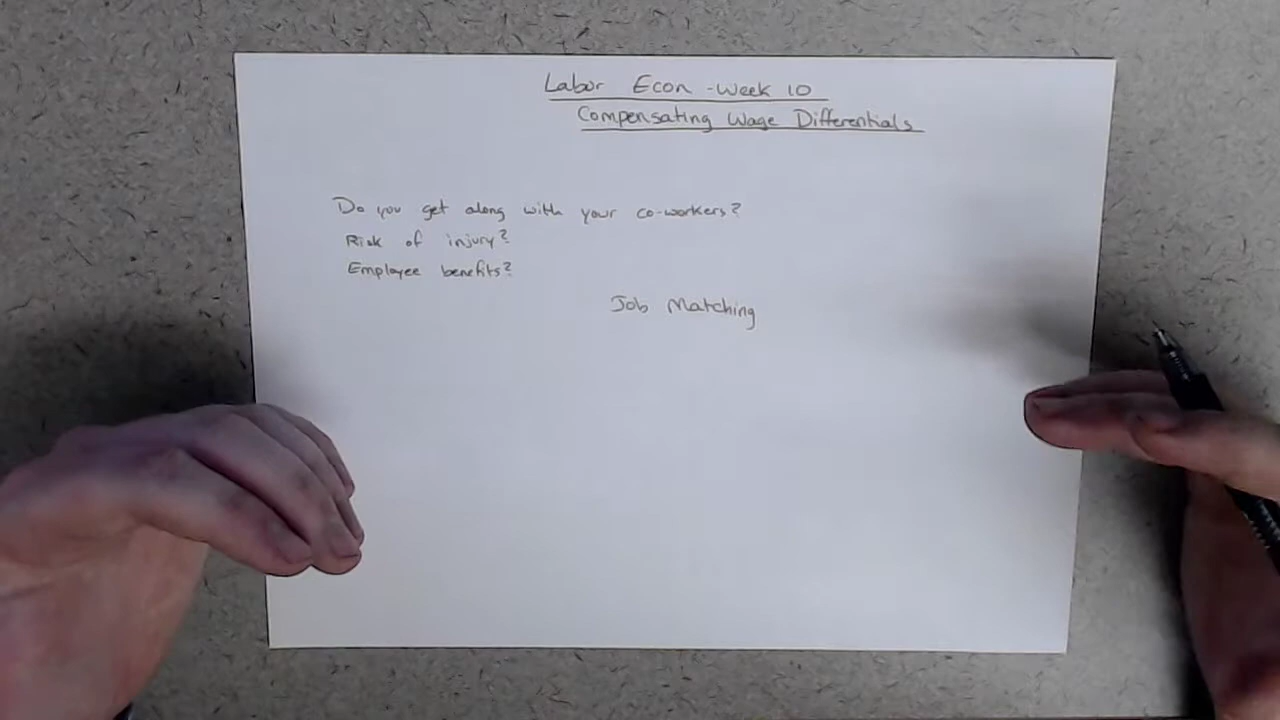 Labor Econ - Week 10
Compensating Wage Differentials
Do you get along with your co-workers?
Risk of injury?
Employee benefits?
Job Matching